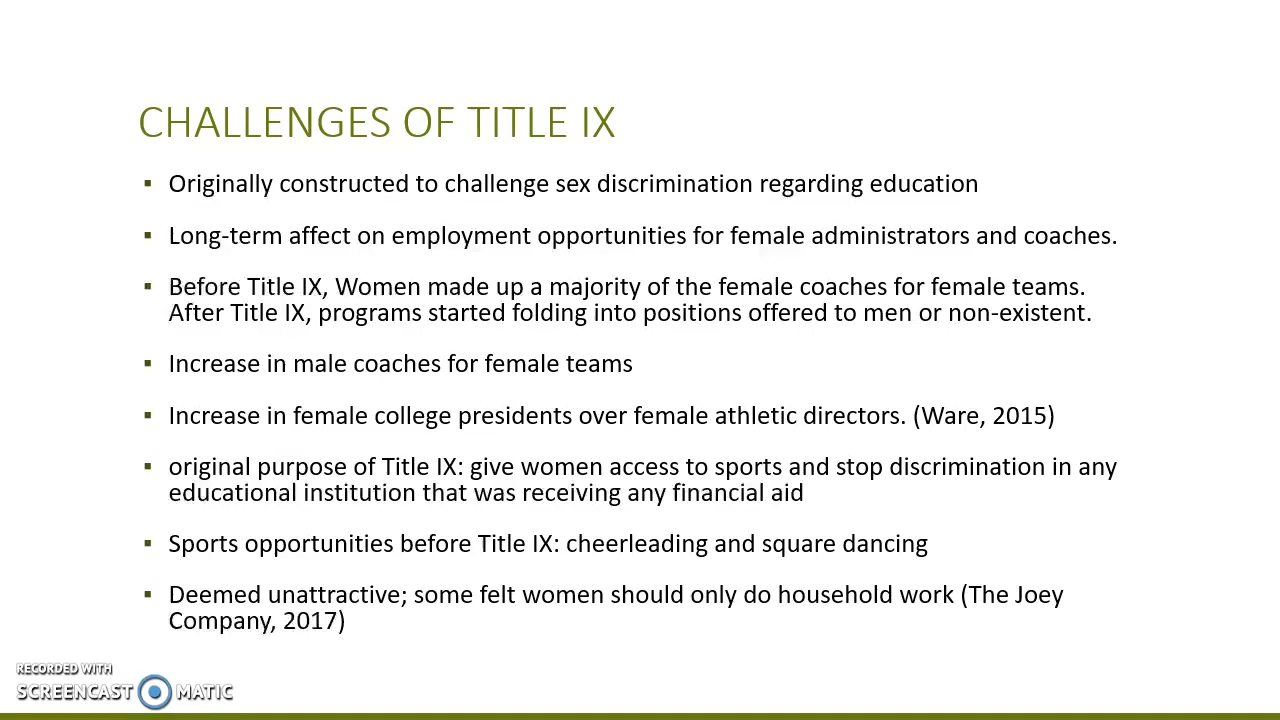 CHALLENGES OF TITLE IX
▪ Originally constructed to challenge sex discrimination regarding education
▪ Long-term affect on employment opportunities for female administrators and coaches.
▪ Before Title IX, Women made up a majority of the female coaches for female teams.
After Title IX, programs started folding into positions offered to men or non-existent.
▪ Increase in male coaches for female teams
▪ Increase in female college presidents over female athletic directors. (Ware, 2015)
▪ original purpose of Title IX: give women access to sports and stop discrimination in any
educational institution that was receiving any financial aid
▪ Sports opportunities before Title IX: cheerleading and square dancing
▪ Deemed unattractive; some felt women should only do household work (The Joey
Company, 2017)
RECORDED WITH
SCREENCAST MATIC